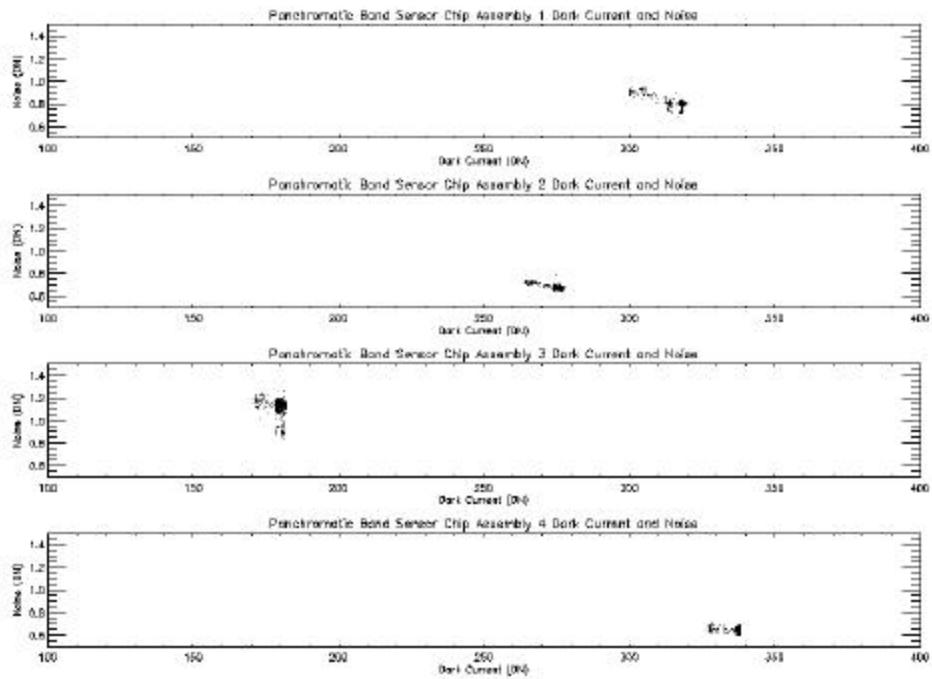 Panchromatic Band Sensor Chip Assembly 1 Dark Current and Noise
Noise (DN)
1.4
1.2
1.0
0.8
0.6
100 150 200 250 300 350 400
Dark Current (DN)
Panchromatic Band Sensor Chip Assembly 2 Dark Current and Noise
Noise (DN)
1.4
1.2
1.0
0.8
0.6
100 150 200 250 300 350 400
Dark Current (DN)
Panchromatic Band Sensor Chip Assembly 3 Dark Current and Noise
Noise (DN)
1.4
1.2
1.0
0.8
0.6
100 150 200 250 300 350 400
Dark Current (DN)
Panchromatic Band Sensor Chip Assembly 4 Dark Current and Noise
Noise (DN)
1.4
1.2
1.0
0.8
0.6
100 150 200 250 300 350 400
Dark Current (DN)